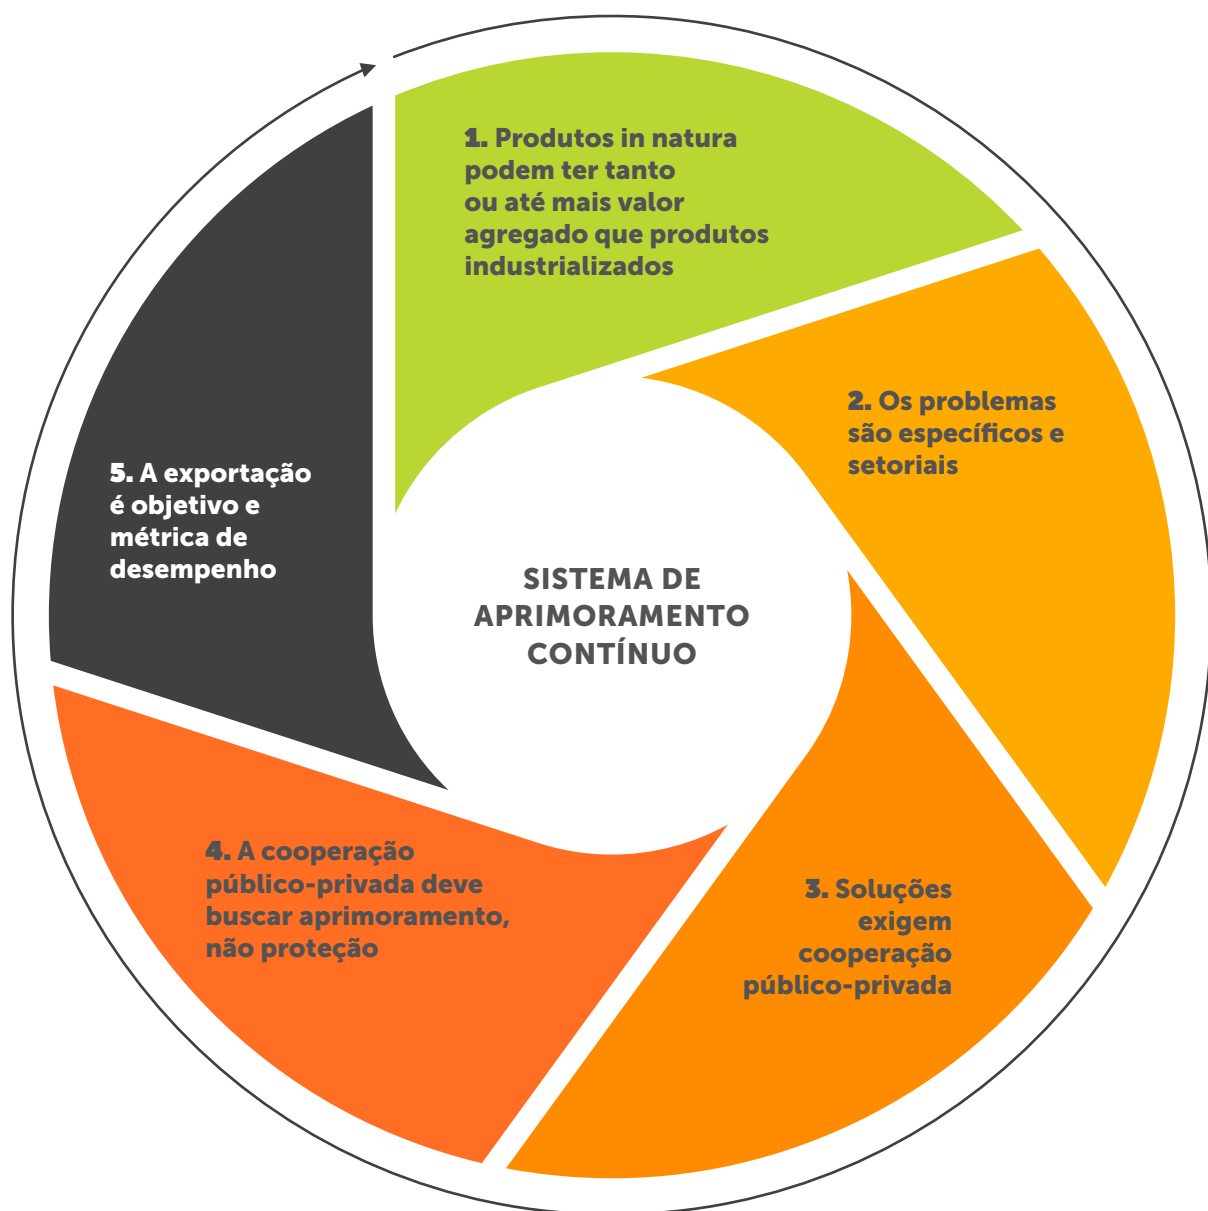 1. Produtos in natura
podem ter tanto
ou até mais valor
agregado que produtos
industrializados
2. Os problemas
são específicos e
setoriais
3. Soluções
exigem
cooperação
público-privada
4. A cooperação
público-privada deve
buscar aprimoramento,
não proteção
5. A exportação
é objetivo e
métrica de
desempenho
SISTEMA DE
APRIMORAMENTO
CONTÍNUO